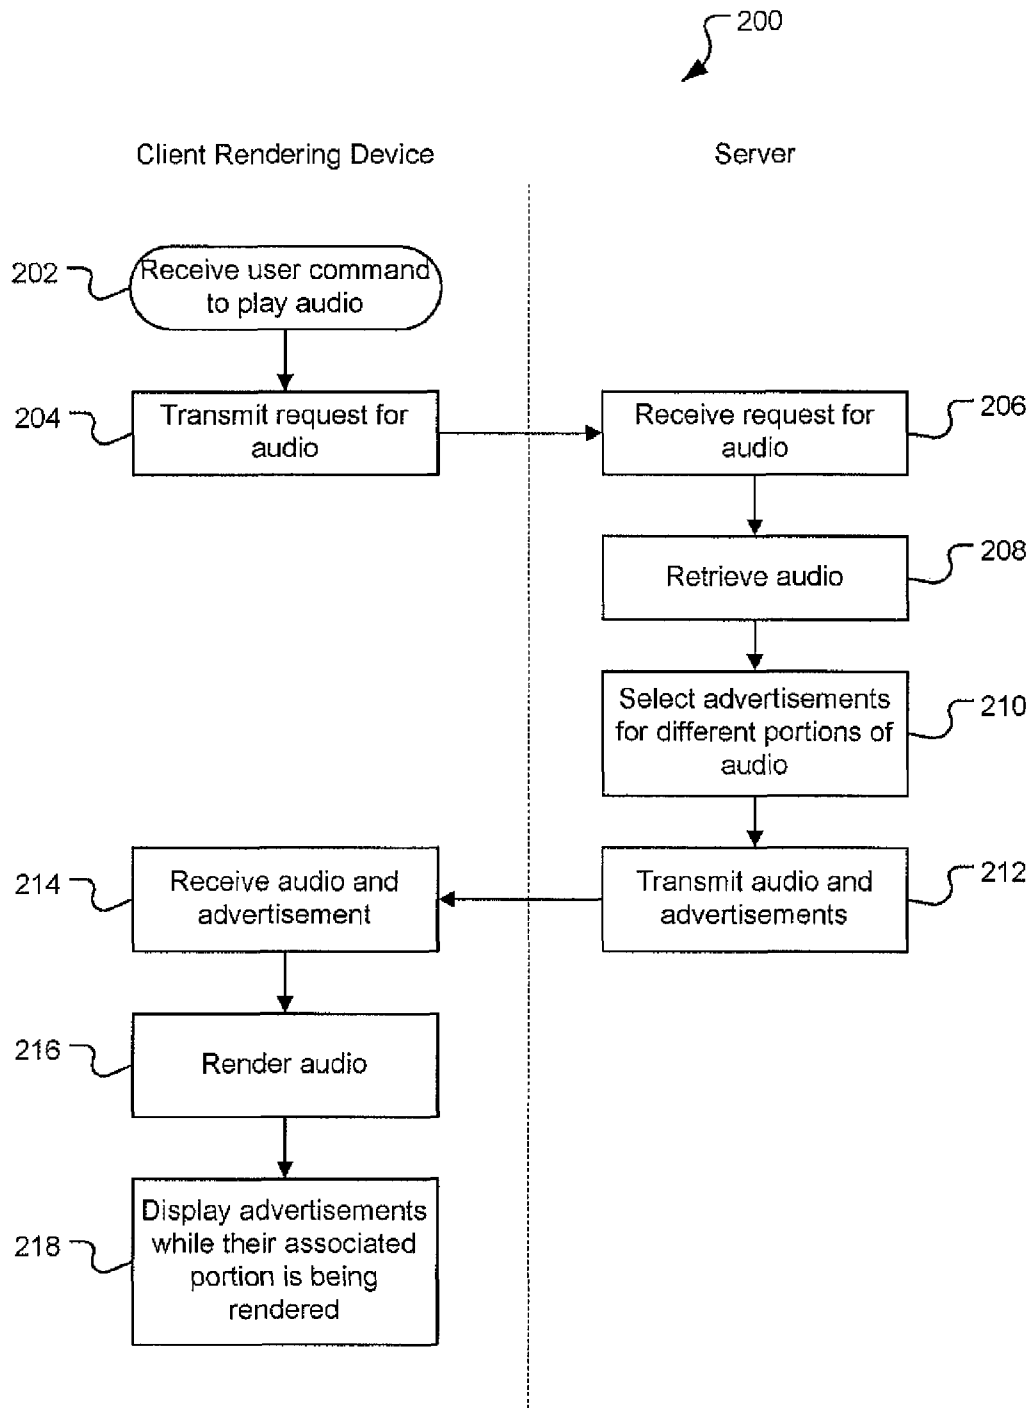 200
Client Rendering Device
Server
202
Receive user command
to play audio
204
Transmit request for
audio
Receive request for
audio
206
Retrieve audio
208
Select advertisements
for different portions of
audio
210
214
Receive audio and
advertisement
Transmit audio and
advertisements
212
216
Render audio
218
Display advertisements
while their associated
portion is being
rendered